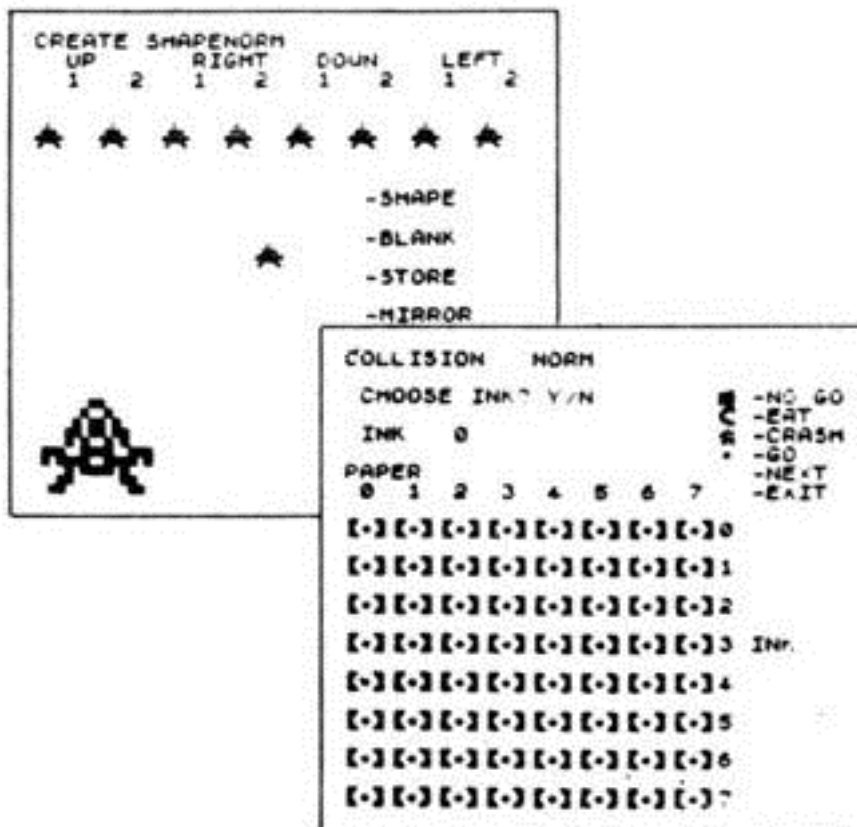 CREATE SHAPENORM
UP RIGHT DOWN LEFT
1 2 1 2 1 2 1 2
-SHAPE
-BLANK
-STORE
-MIRROR
COLLISION NORM
CHOOSE INK? Y/N
INK 0
-NO GO
-EAT
-CRASH
-GO
-NEXT
-EXIT
PAPER
0 1 2 3 4 5 6 7
[·][·][·][·][·][·][·][·]0
[·][·][·][·][·][·][·][·]1
[·][·][·][·][·][·][·][·]2
[·][·][·][·][·][·][·][·]3 INK
[·][·][·][·][·][·][·][·]4
[·][·][·][·][·][·][·][·]5
[·][·][·][·][·][·][·][·]6
[·][·][·][·][·][·][·][·]7